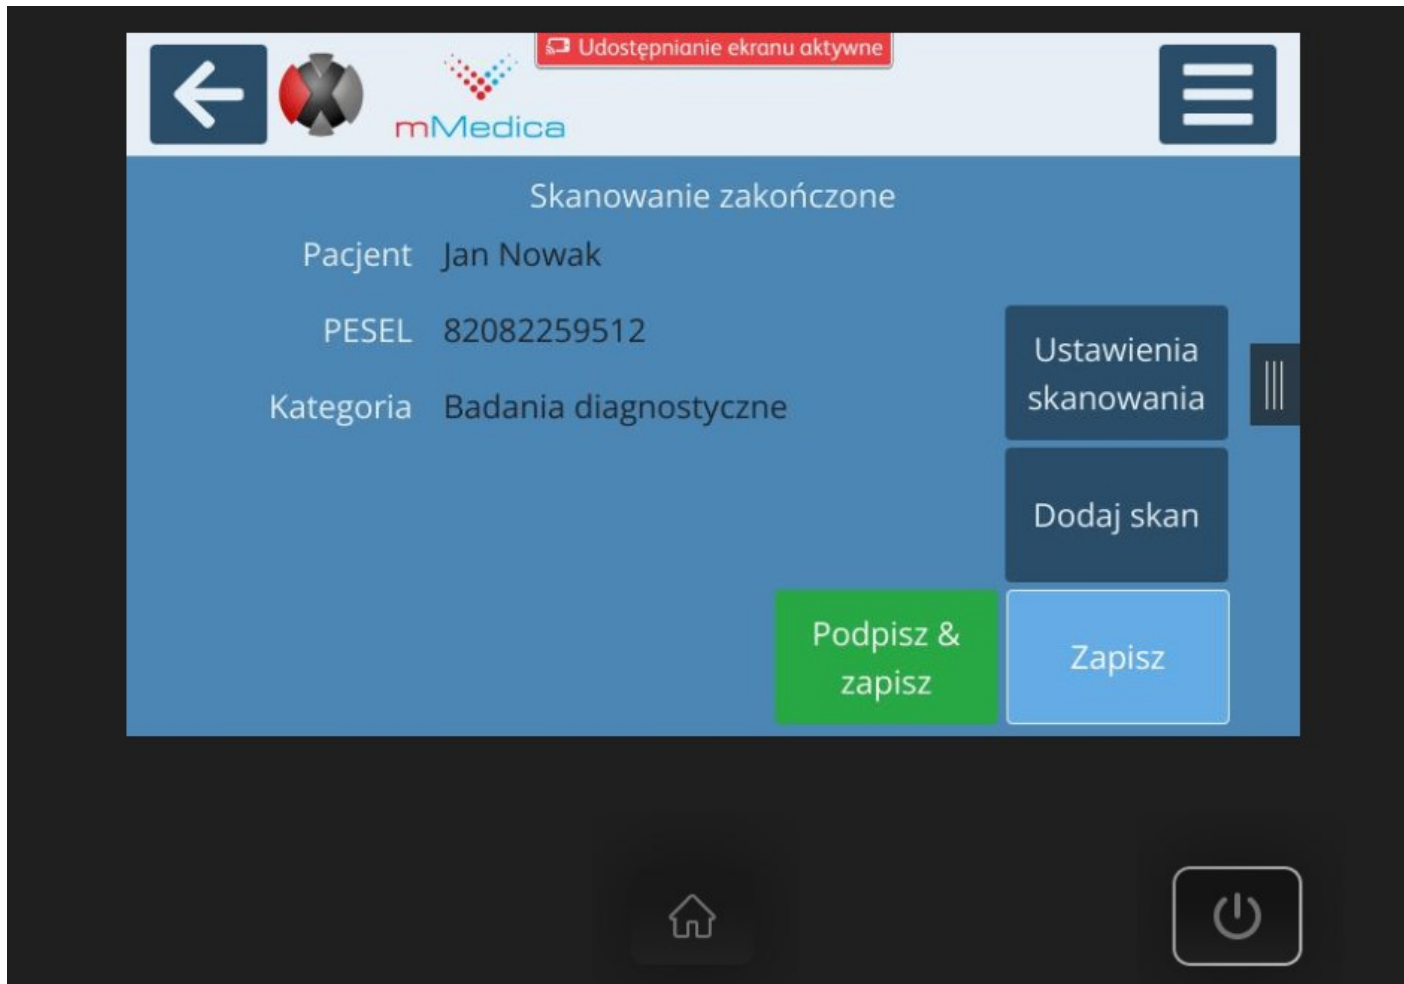 Udostępnianie ekranu aktywne
mMedica
Skanowanie zakończone
Pacjent Jan Nowak
PESEL 82082259512
Kategoria Badania diagnostyczne
Ustawienia
skanowania
Dodaj skan
Podpisz &
zapisz
Zapisz